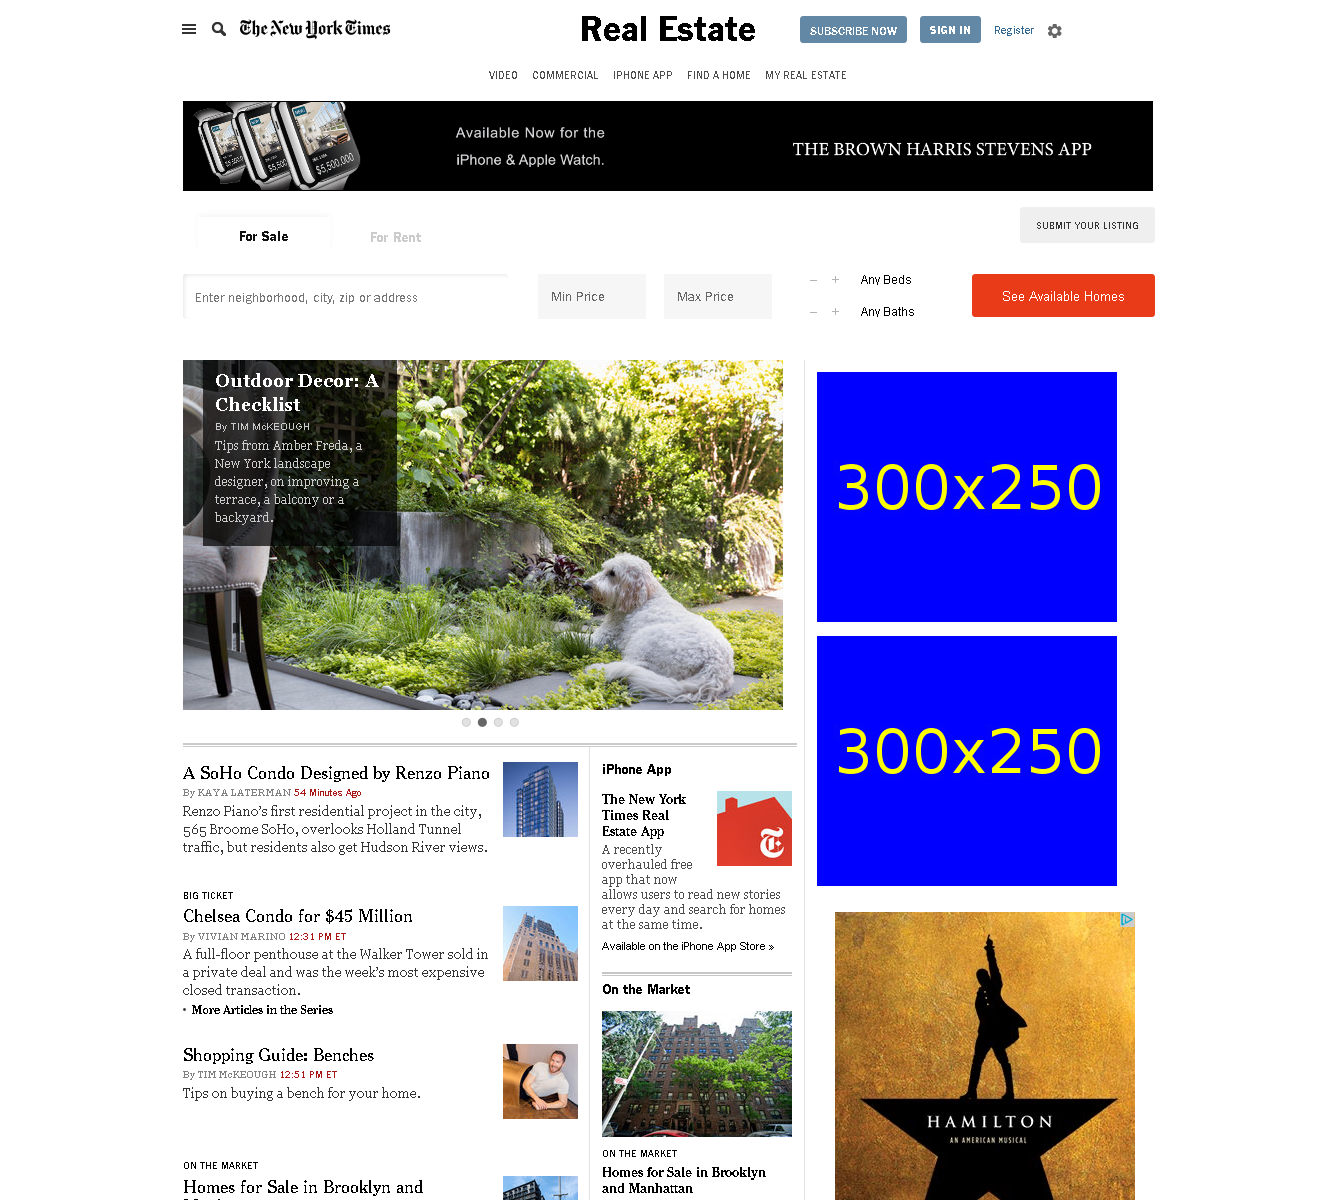 The New York Times
Real Estate
SUBSCRIBE NOW
SIGN IN
Register
VIDEO COMMERCIAL IPHONE APP FIND A HOME MY REAL ESTATE
$5,500,000
Available Now for the
iPhone & Apple Watch.
THE BROWN HARRIS STEVENS APP
For Sale
For Rent
SUBMIT YOUR LISTING
Enter neighborhood, city, zip or address
Min Price
Max Price
– + Any Beds
– + Any Baths
See Available Homes
Outdoor Decor: A
Checklist
By TIM McKEOUGH
Tips from Amber Freda, a
New York landscape
designer, on improving a
terrace, a balcony or a
backyard.
300x250
300x250
A SoHo Condo Designed by Renzo Piano
By KAYA LATERMAN 54 Minutes Ago
Renzo Piano's first residential project in the city,
565 Broome SoHo, overlooks Holland Tunnel
traffic, but residents also get Hudson River views.
BIG TICKET
Chelsea Condo for $45 Million
By VIVIAN MARINO 12:31 PM ET
A full-floor penthouse at the Walker Tower sold in
a private deal and was the week's most expensive
closed transaction.
• More Articles in the Series
Shopping Guide: Benches
By TIM McKEOUGH 12:51 PM ET
Tips on buying a bench for your home.
ON THE MARKET
Homes for Sale in Brooklyn and
iPhone App
The New York
Times Real
Estate App
A recently
overhauled free
app that now
allows users to read new stories
every day and search for homes
at the same time.
Available on the iPhone App Store »
On the Market
ON THE MARKET
Homes for Sale in Brooklyn
and Manhattan
HAMILTON
AN AMERICAN MUSICAL